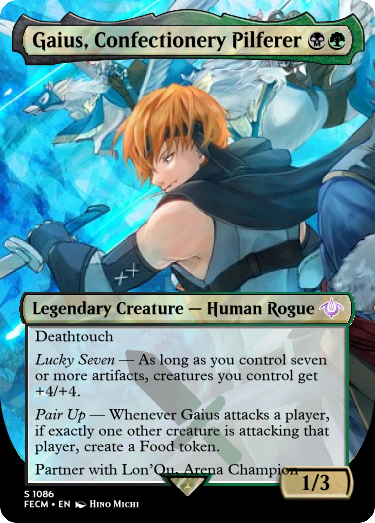 Gaius, Confectionery Pilferer
Legendary Creature — Human Rogue
Deathtouch
Lucky Seven — As long as you control seven
or more artifacts, creatures you control get
+4/+4.
Pair Up — Whenever Gaius attacks a player,
if exactly one other creature is attacking that
player, create a Food token.
Partner with Lon'Qu, Arena Champion
1/3
S 1086
FECM • EN Hino Michi